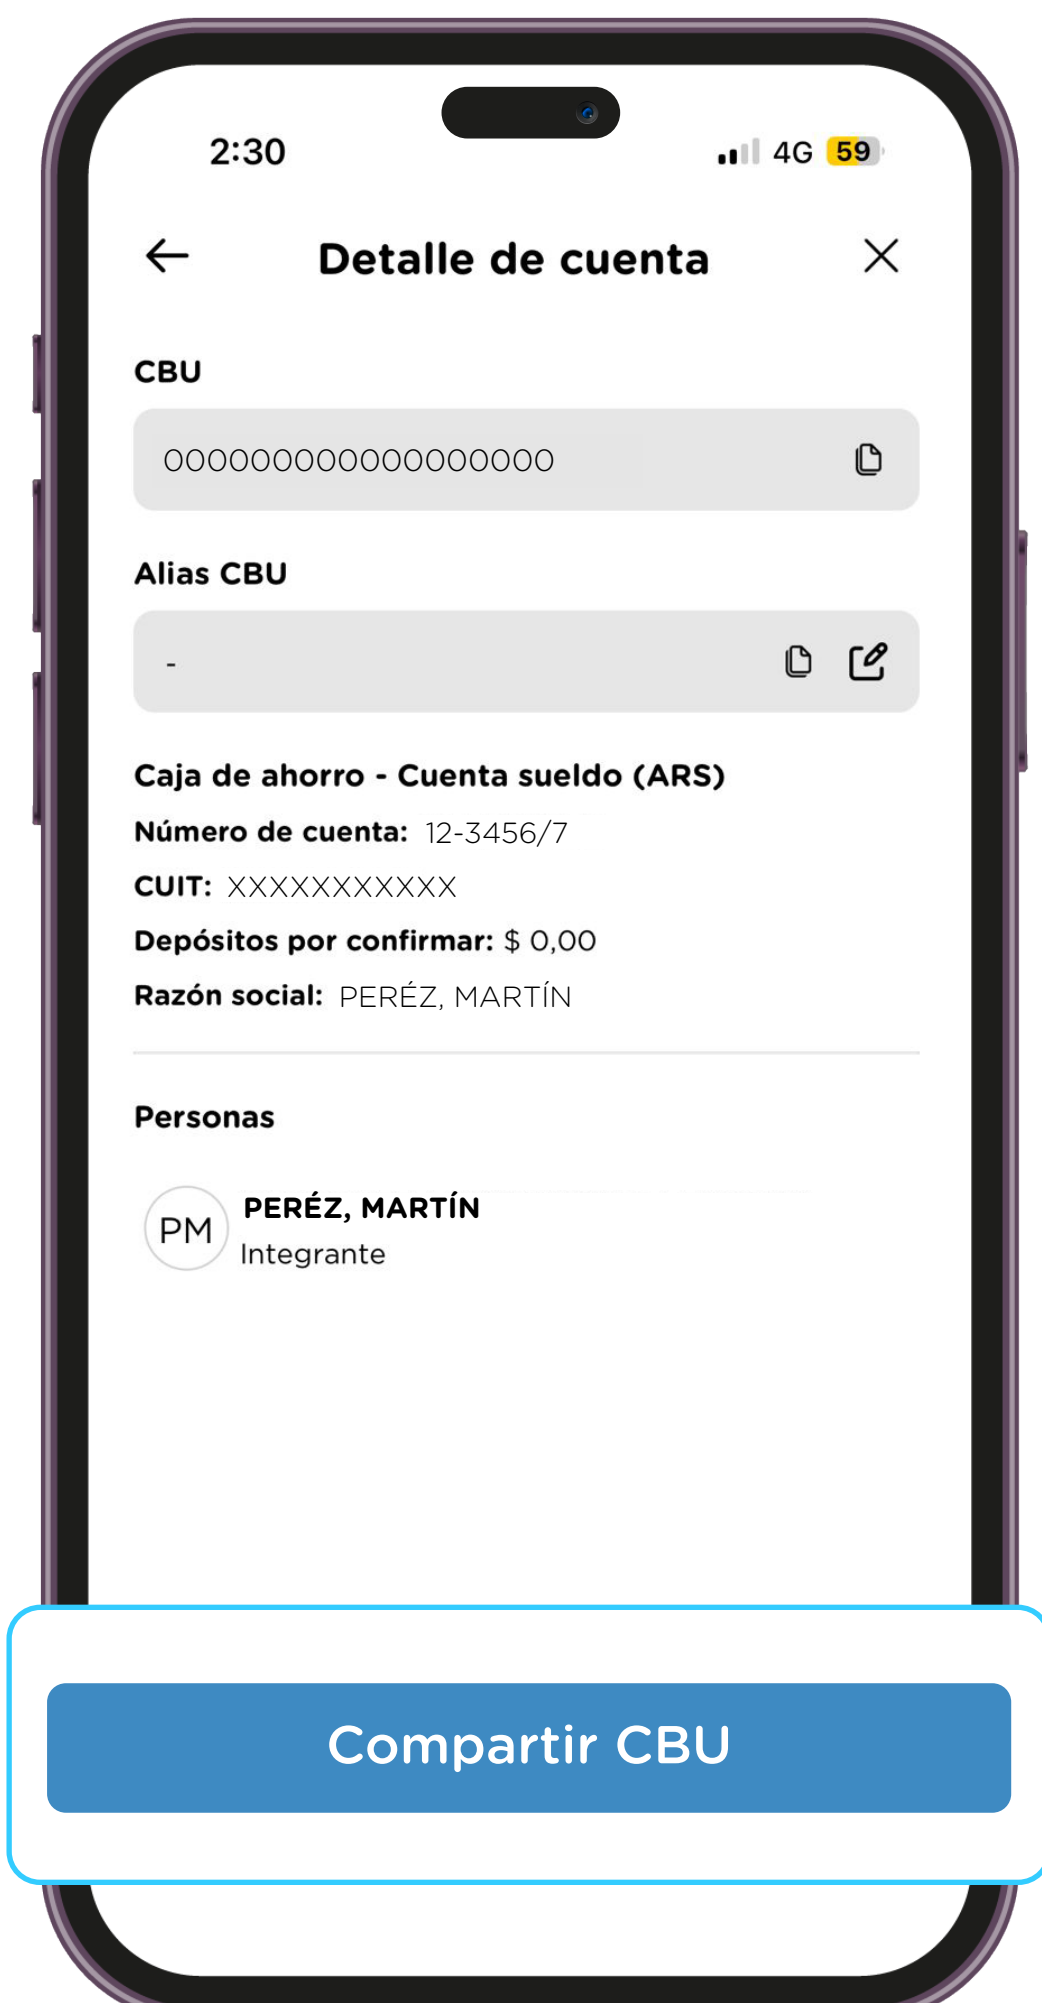 2:30
4G 59
Detalle de cuenta
CBU
000000000000000000
Alias CBU
-
Caja de ahorro - Cuenta sueldo (ARS)
Número de cuenta: 12-3456/7
CUIT: XXXXXXXXXXX
Depósitos por confirmar: $ 0,00
Razón social: PERÉZ, MARTÍN
Personas
PM
PERÉZ, MARTÍN
Integrante
Compartir CBU